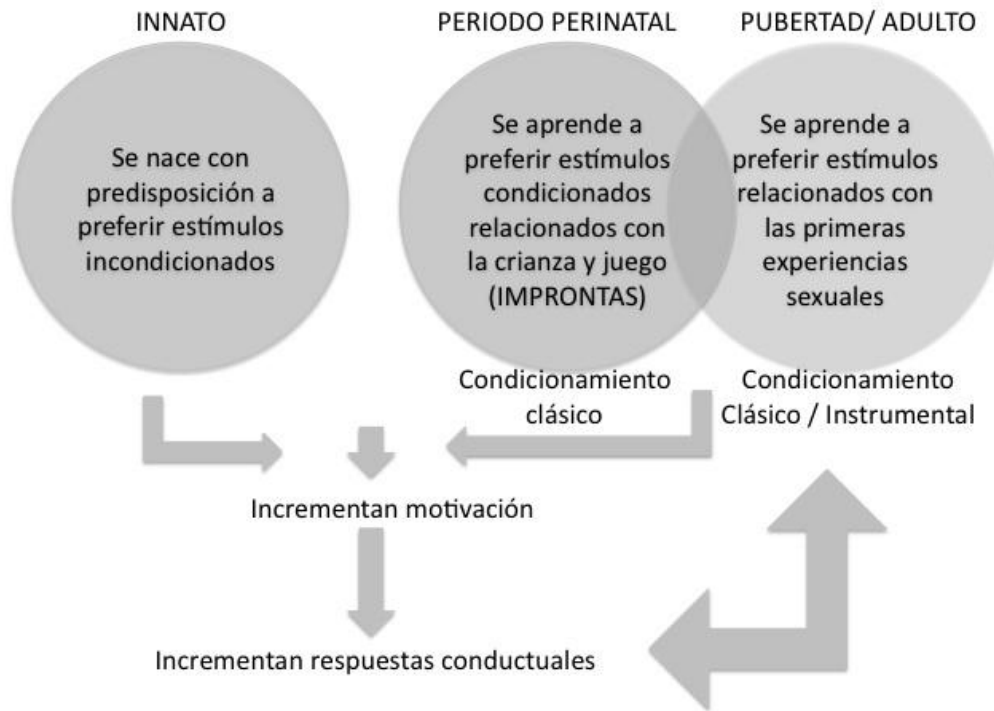 INNATO
Se nace con
predisposición a
preferir estímulos
incondicionados
PERIODO PERINATAL
Se aprende a
preferir estímulos
condicionados
relacionados con
la crianza y juego
(IMPRONTAS)
Condicionamiento
clásico
PUBERTAD/ ADULTO
Se aprende a
preferir estímulos
relacionados con
las primeras
experiencias
sexuales
Condicionamiento
Clásico / Instrumental
Incrementan motivación
Incrementan respuestas conductuales